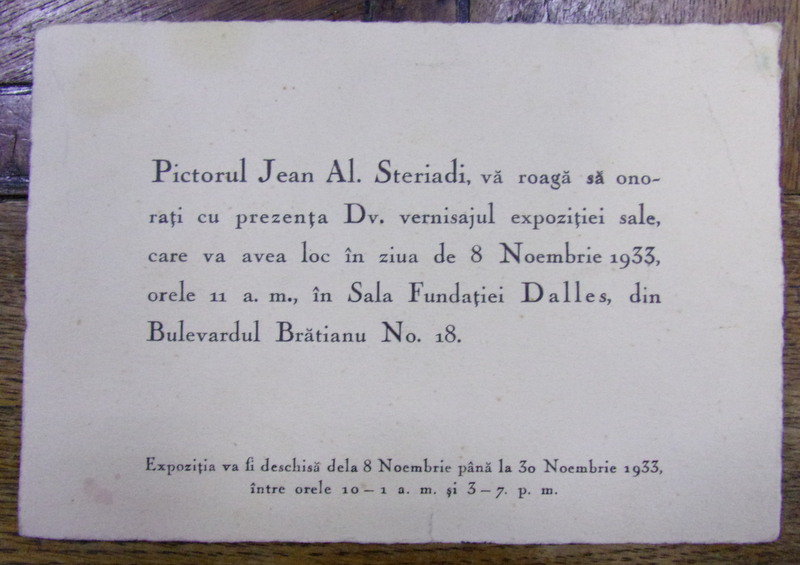 Pictorul Jean Al. Steriadi, vă roagă să ono-
rați cu prezența Dv. vernisajul expoziției sale,
care va avea loc în ziua de 8 Noembrie 1933,
orele 11 a. m., în Sala Fundației Dalles, din
Bulevardul Brătianu No. 18.
Expoziția va fi deschisă dela 8 Noembrie până la 30 Noembrie 1933,
între orele 10 – 1 a. m. și 3 – 7. p. m.